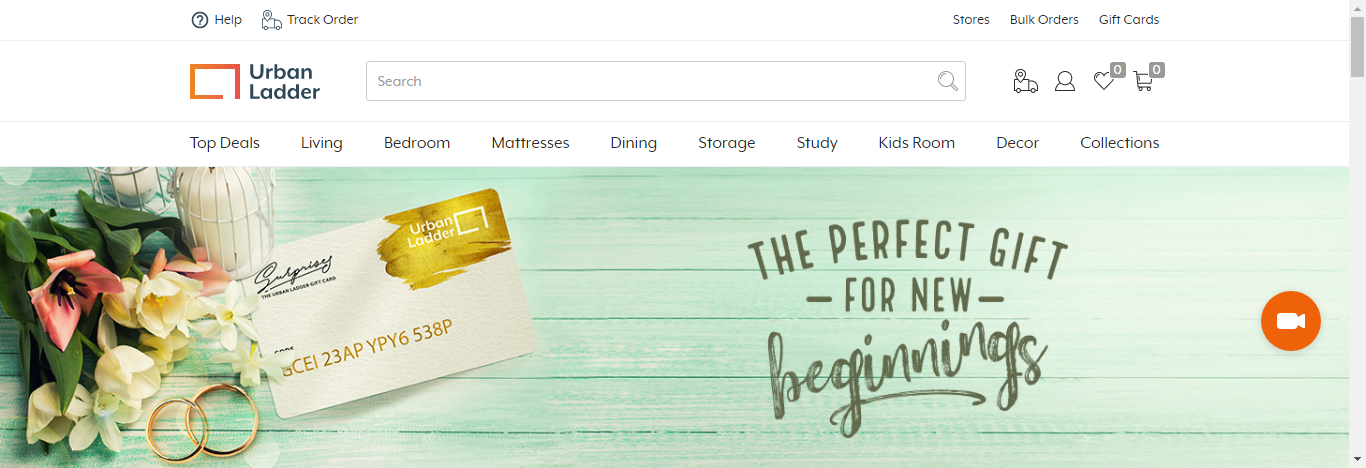 Help
Track Order
Stores
Bulk Orders
Gift Cards
Urban
Ladder
Search
0
0
Top Deals
Living
Bedroom
Mattresses
Dining
Storage
Study
Kids Room
Decor
Collections
Urban
Ladder
Surprises
THE URBAN LADDER GIFT CARD
CODE
GCEI 23AP YPY6 538P
THE PERFECT GIFT
– FOR NEW –
beginnings